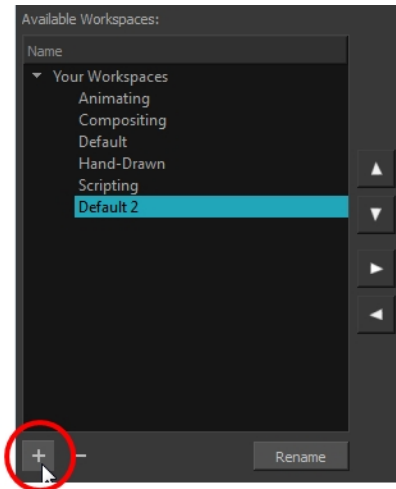 Available Workspaces:
Name
Your Workspaces
Animating
Compositing
Default
Hand-Drawn
Scripting
Default 2
Rename